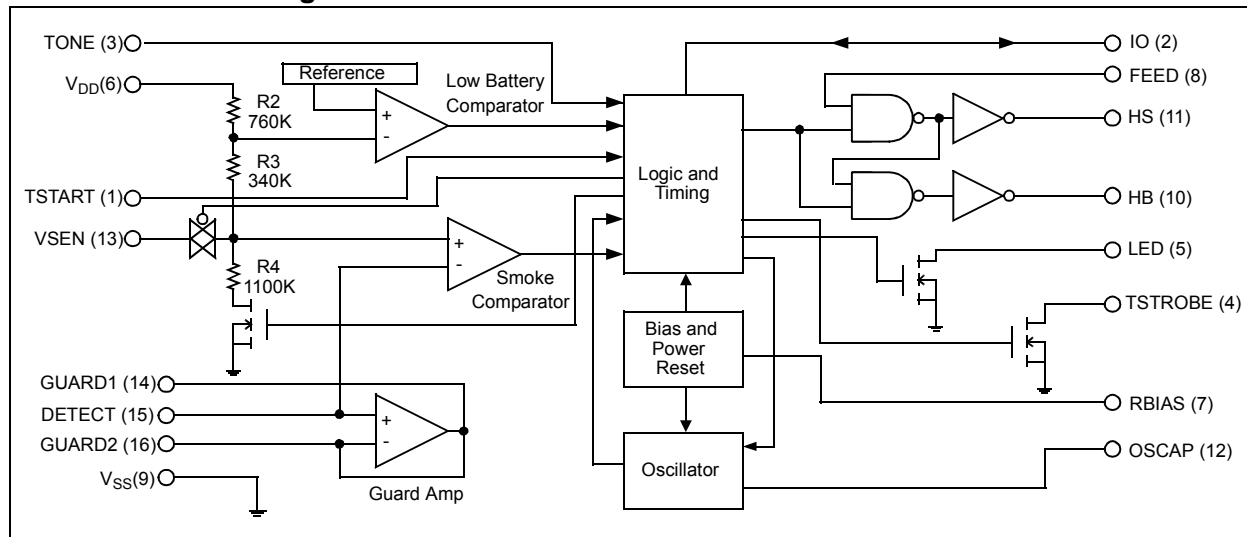 TONE (3)
VDD(6)
Reference
R2
760K
R3
340K
Low Battery
Comparator
TSTART (1)
VSEN (13)
R4
1100K
+
-
+
-
Smoke
Comparator
GUARD1 (14)
DETECT (15)
GUARD2 (16)
VSS(9)
+
-
Guard Amp
Logic and
Timing
Bias and
Power
Reset
Oscillator
IO (2)
FEED (8)
HS (11)
HB (10)
LED (5)
TSTROBE (4)
RBIAS (7)
OSCAP (12)